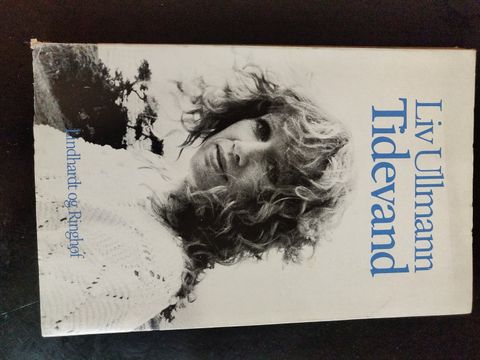 Liv Ullmann
Tidevand
Lindhardt og Ringhof